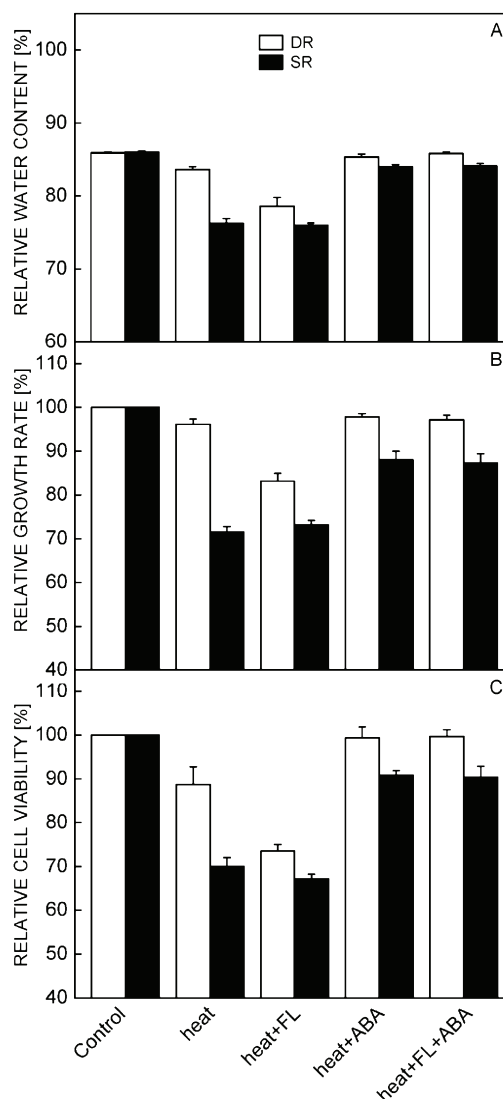 A
DR
SR
RELATIVE WATER CONTENT [%]
100
90
80
70
60
B
RELATIVE GROWTH RATE [%]
110
100
90
80
70
60
50
40
C
RELATIVE CELL VIABILITY [%]
110
100
90
80
70
60
50
40
Control
heat
heat+FL
heat+ABA
heat+FL+ABA